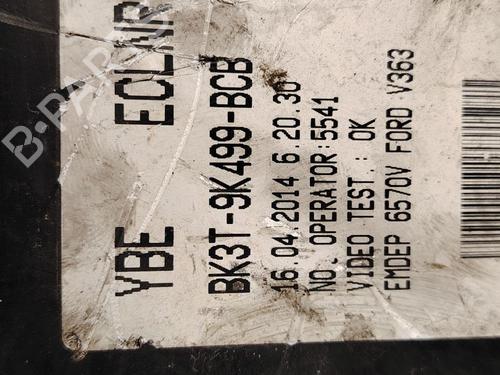 YBE ECLNR
BK3T-9K499-BCB
16.04.2014 6.20.30
NO. OPERATOR:5541
VIDEO TEST.: OK
EMDEP 6570V FORD V363
B-PARTS